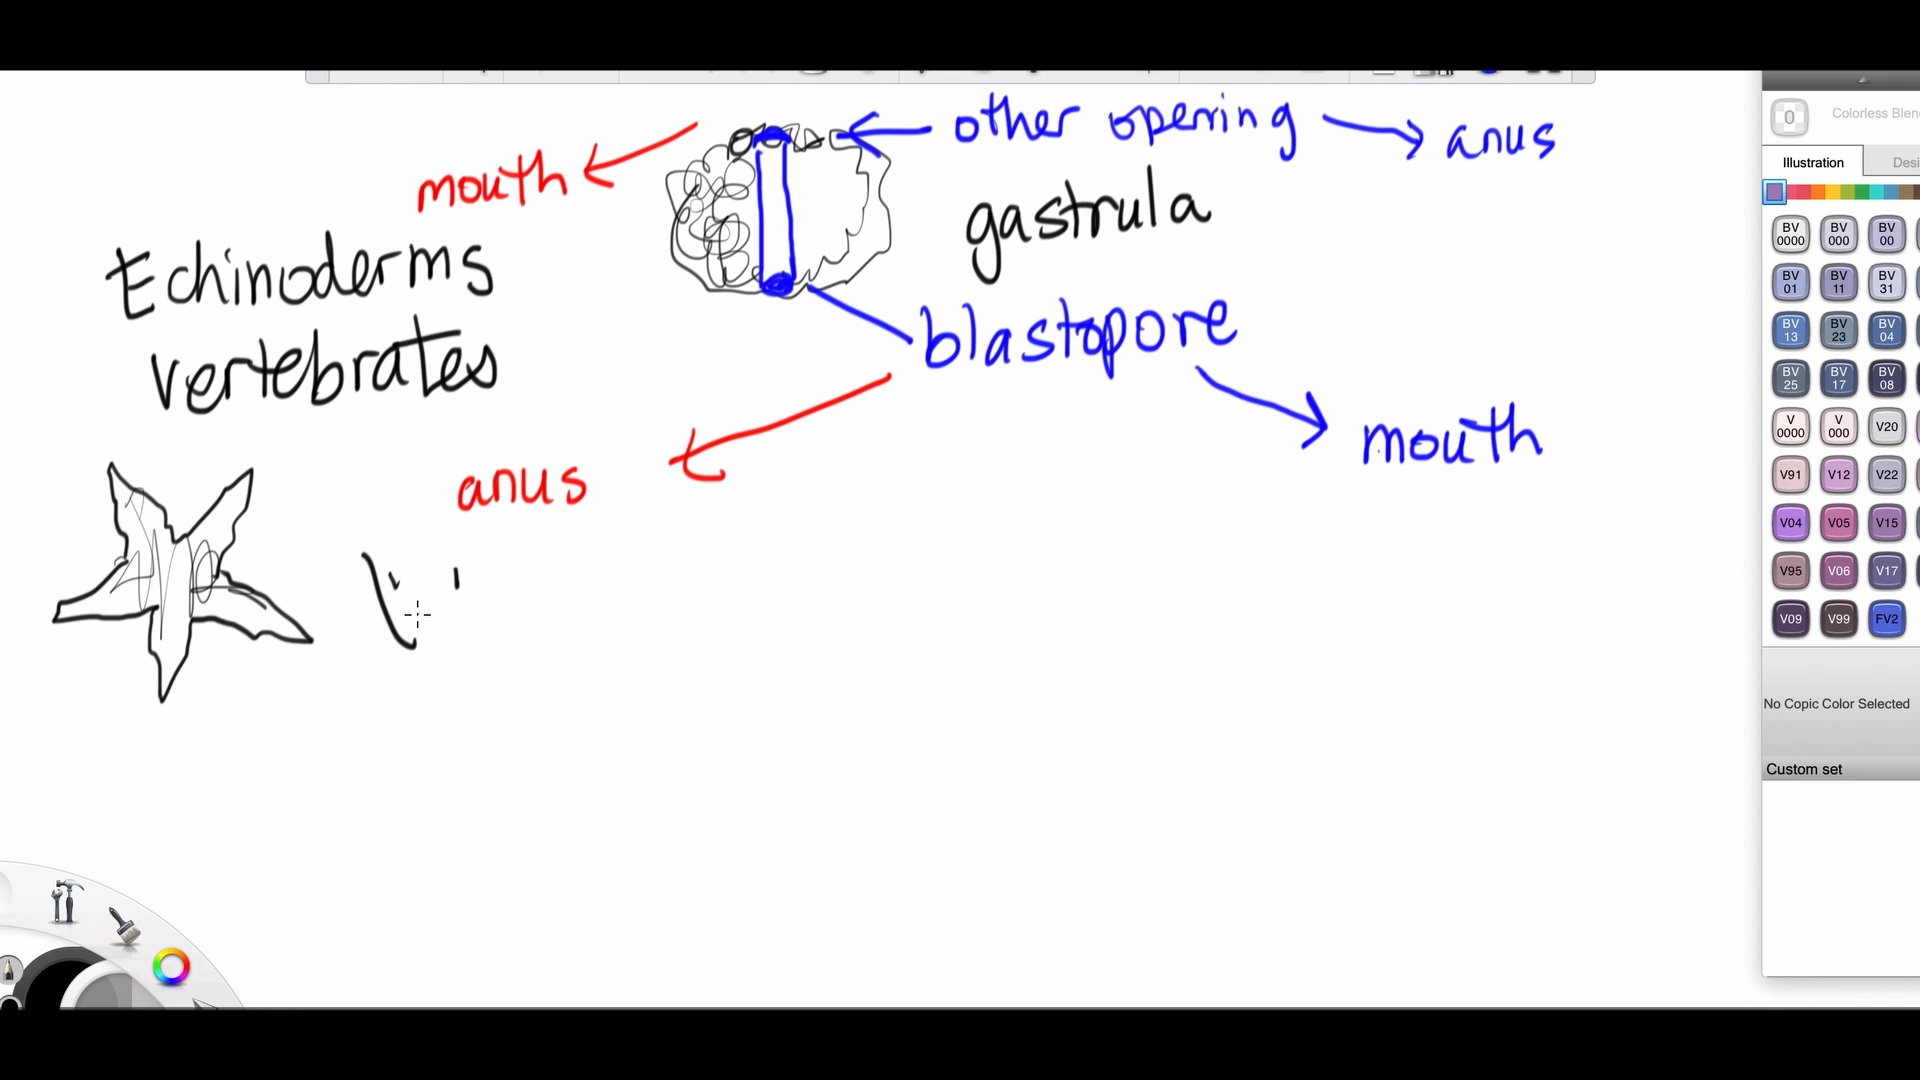 other opening
anus
mouth
gastrula
Echinoderms
blastopore
vertebrates
mouth
anus
0
Colorless Blen
Illustration
Desi
BV 0000
BV 000
BV 00
BV 01
BV 11
BV 31
BV 13
BV 23
BV 04
BV 25
BV 17
BV 08
V 0000
V 000
V20
V91
V12
V22
V04
V05
V15
V95
V06
V17
V09
V99
FV2
No Copic Color Selected
Custom set